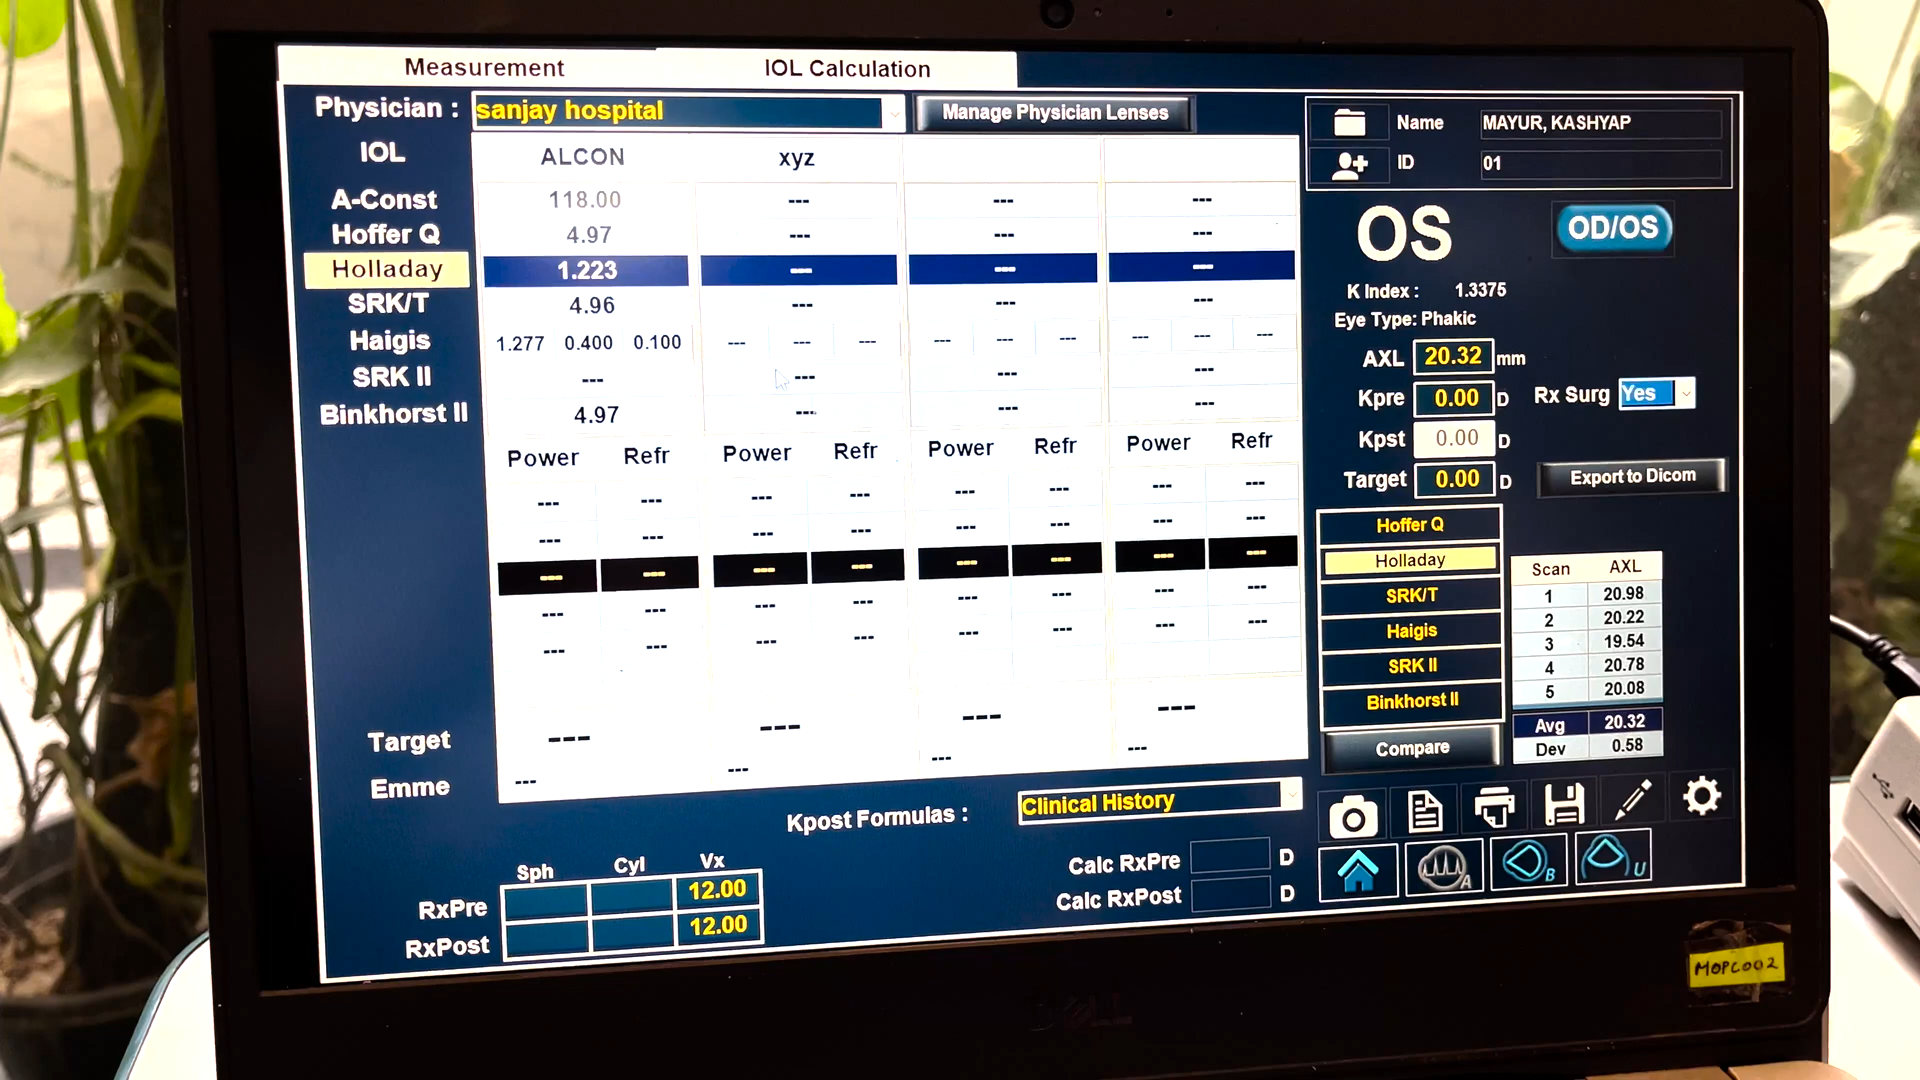 Measurement IOL Calculation
Physician : sanjay hospital Manage Physician Lenses
IOL ALCON xyz
A-Const 118.00 --- --- ---
Hoffer Q 4.97 --- --- ---
Holladay 1.223 --- --- ---
SRK/T 4.96 --- --- ---
Haigis 1.277 0.400 0.100 --- --- --- --- --- --- --- --- ---
SRK II --- --- --- ---
Binkhorst II 4.97 --- --- ---
Power Refr Power Refr Power Refr Power Refr
--- --- --- --- --- --- --- ---
--- --- --- --- --- --- --- ---
--- --- --- --- --- --- --- ---
--- --- --- --- --- --- --- ---
--- --- --- --- --- --- --- ---
Target --- --- --- ---
Emme --- --- --- ---
Kpost Formulas : Clinical History
Sph Cyl Vx
RxPre 12.00
RxPost 12.00
Calc RxPre D
Calc RxPost D
Name MAYUR, KASHYAP
ID 01
OS OD/OS
K Index : 1.3375
Eye Type: Phakic
AXL 20.32 mm
Kpre 0.00 D Rx Surg Yes
Kpst 0.00 D
Target 0.00 D Export to Dicom
Hoffer Q
Holladay
SRK/T
Haigis
SRK II
Binkhorst II
Compare
Scan AXL
1 20.98
2 20.22
3 19.54
4 20.78
5 20.08
Avg 20.32
Dev 0.58
A B U
MOPC002
DELL